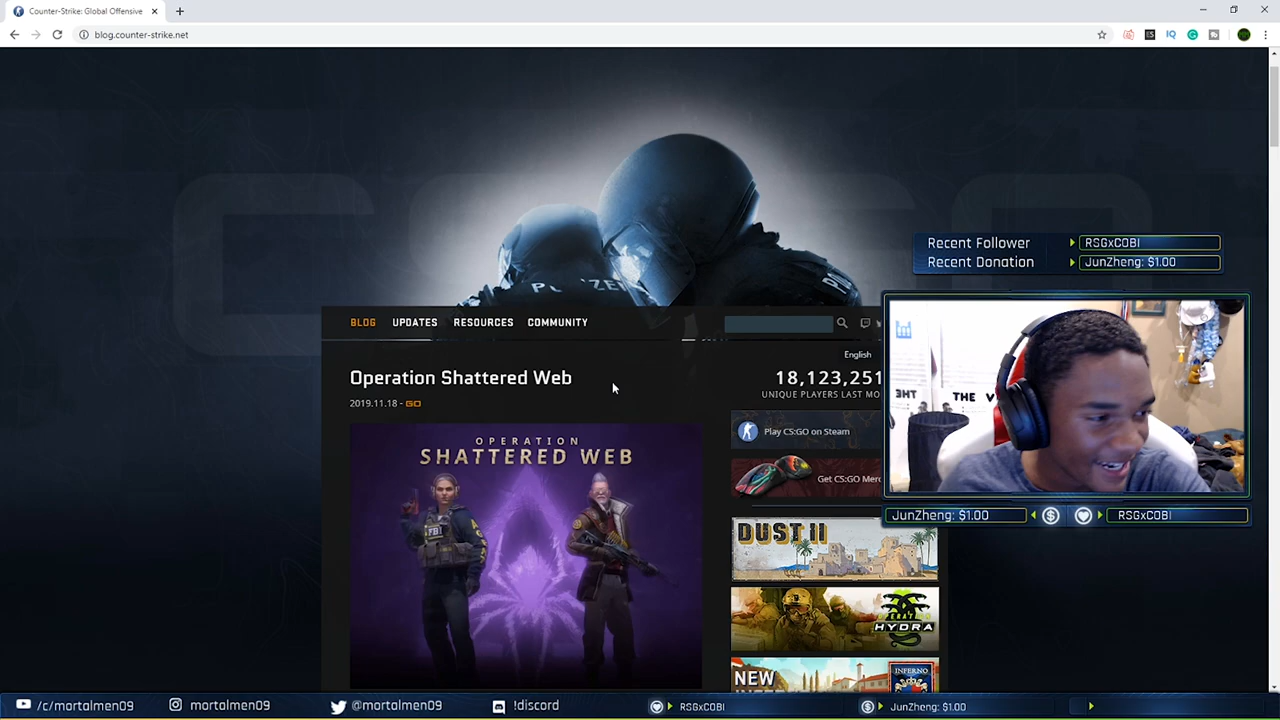 Counter-Strike: Global Offensive
blog.counter-strike.net
Recent Follower
RSGxCOBI
Recent Donation
JunZheng: $1.00
BLOG
UPDATES
RESOURCES
COMMUNITY
English
Operation Shattered Web
2019.11.18 - GO
18,123,251
UNIQUE PLAYERS LAST MO
Play CS:GO on Steam
Get CS:GO Merc
OPERATION
SHATTERED WEB
FBI
DUST II
HYDRA
NEW
INFERNO
THE V
JunZheng: $1.00
RSGxCOBI
/c/mortalmen09
mortalmen09
@mortalmen09
!discord
RSGxCOBI
JunZheng: $1.00